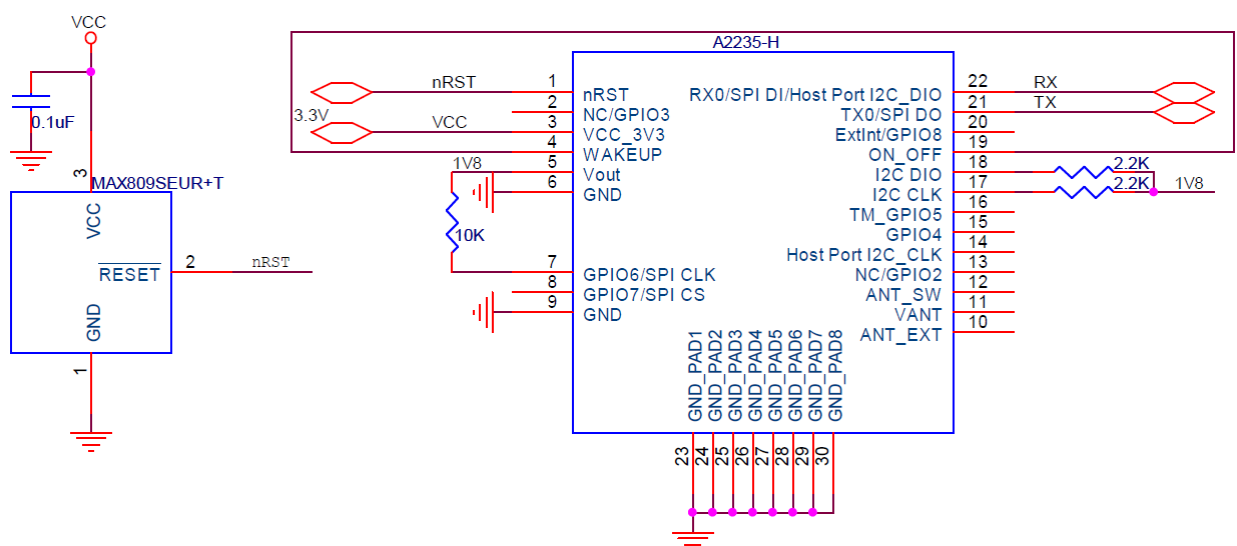 VCC
0.1uF
3
MAX809SEUR+T
VCC
RESET
2
nRST
GND
1
A2235-H
nRST
3.3V
VCC
1V8
10K
1
2
3
4
5
6
7
8
9
nRST
NC/GPIO3
VCC_3V3
WAKEUP
Vout
GND
GPIO6/SPI CLK
GPIO7/SPI CS
GND
RX0/SPI DI/Host Port I2C_DIO
TX0/SPI DO
ExtInt/GPIO8
ON_OFF
I2C DIO
I2C CLK
TM_GPIO5
GPIO4
Host Port I2C_CLK
NC/GPIO2
ANT_SW
VANT
ANT_EXT
22
21
20
19
18
17
16
15
14
13
12
11
10
RX
TX
2.2K
2.2K
1V8
GND_PAD1
GND_PAD2
GND_PAD3
GND_PAD4
GND_PAD5
GND_PAD6
GND_PAD7
GND_PAD8
23
24
25
26
27
28
29
30